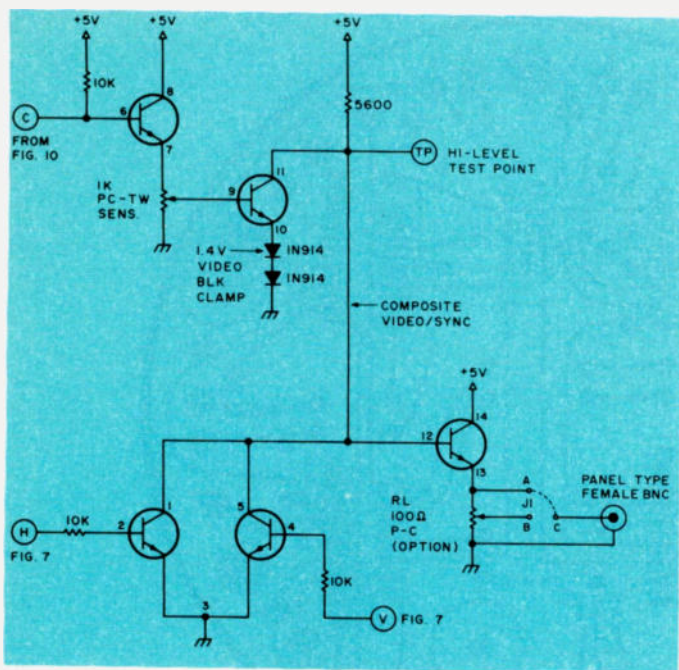 +5V
+5V
+5V
10K
8
5600
C
6
FROM
FIG. 10
7
11
TP
HI-LEVEL
TEST POINT
1K
PC-TW
SENS.
9
10
1.4V
VIDEO
BLK
CLAMP
IN914
IN914
COMPOSITE
VIDEO/SYNC
+5V
14
12
13
A
PANEL TYPE
FEMALE BNC
RL
100Ω
P-C
(OPTION)
J1
B
C
1
5
H
10K
2
4
FIG. 7
10K
3
V
FIG. 7